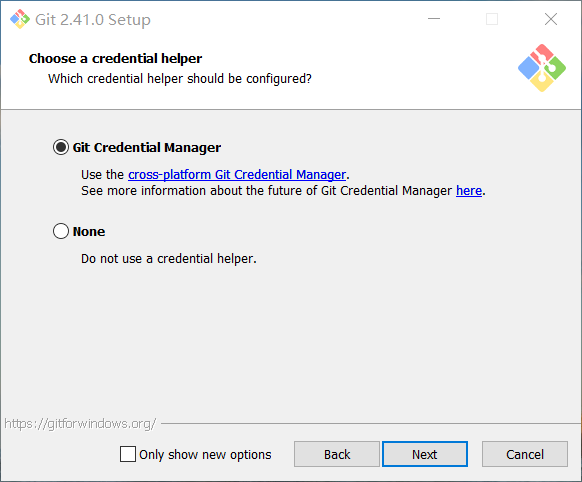 Git 2.41.0 Setup
Choose a credential helper
Which credential helper should be configured?
Git Credential Manager
Use the cross-platform Git Credential Manager.
See more information about the future of Git Credential Manager here.
None
Do not use a credential helper.
https://gitforwindows.org/
Only show new options
Back
Next
Cancel